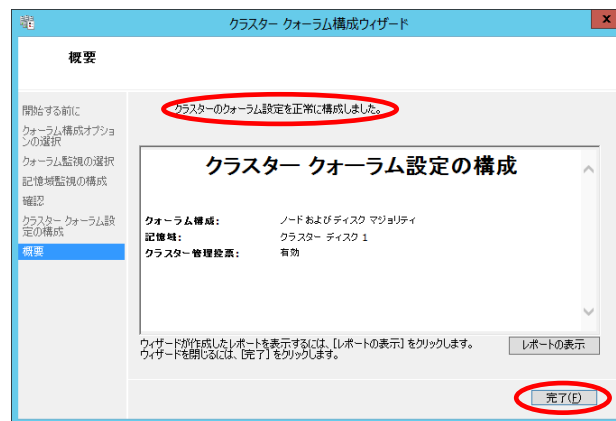 クラスター クォーラム構成ウィザード
x
概要
開始する前に
クォーラム構成オプショ
ンの選択
クォーラム監視の選択
記憶域監視の構成
確認
クラスター クォーラム設
定の構成
概要
クラスターのクォーラム設定を正常に構成しました。
クラスター クォーラム設定の構成
クォーラム構成: ノードおよびディスク マジョリティ
記憶域: クラスター ディスク 1
クラスター管理投票: 有効
ウィザードが作成したレポートを表示するには、[レポートの表示] をクリックします。
ウィザードを閉じるには、[完了] をクリックします。
レポートの表示
完了(F)